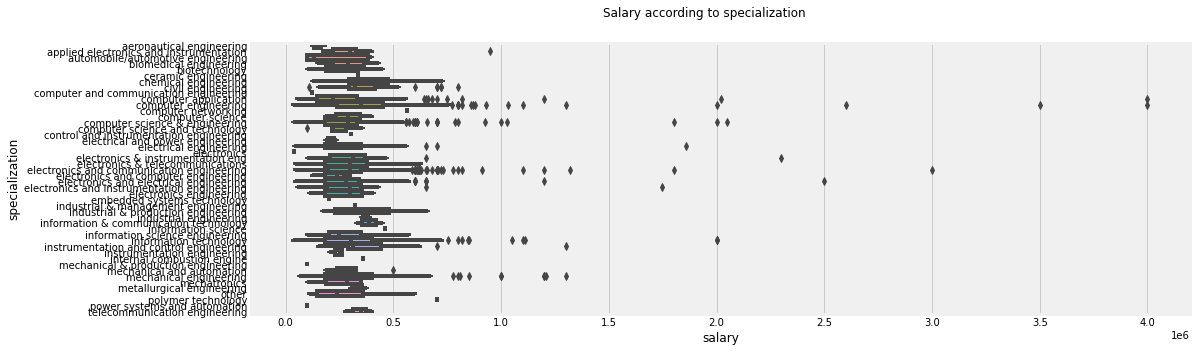 Salary according to specialization
specialization
aeronautical engineering
applied electronics and instrumentation
automobile/automotive engineering
biomedical engineering
biotechnology
ceramic engineering
chemical engineering
civil engineering
computer and communication engineering
computer application
computer engineering
computer networking
computer science
computer science & engineering
computer science and technology
control and instrumentation engineering
electrical and power engineering
electrical engineering
electronics
electronics & instrumentation eng
electronics & telecommunications
electronics and communication engineering
electronics and computer engineering
electronics and electrical engineering
electronics and instrumentation engineering
electronics engineering
embedded systems technology
industrial & management engineering
industrial & production engineering
industrial engineering
information & communication technology
information science
information science engineering
information technology
instrumentation and control engineering
instrumentation engineering
internal combustion engine
mechanical & production engineering
mechanical and automation
mechanical engineering
mechatronics
metallurgical engineering
other
polymer technology
power systems and automation
telecommunication engineering
0.0 0.5 1.0 1.5 2.0 2.5 3.0 3.5 4.0
1e6
salary